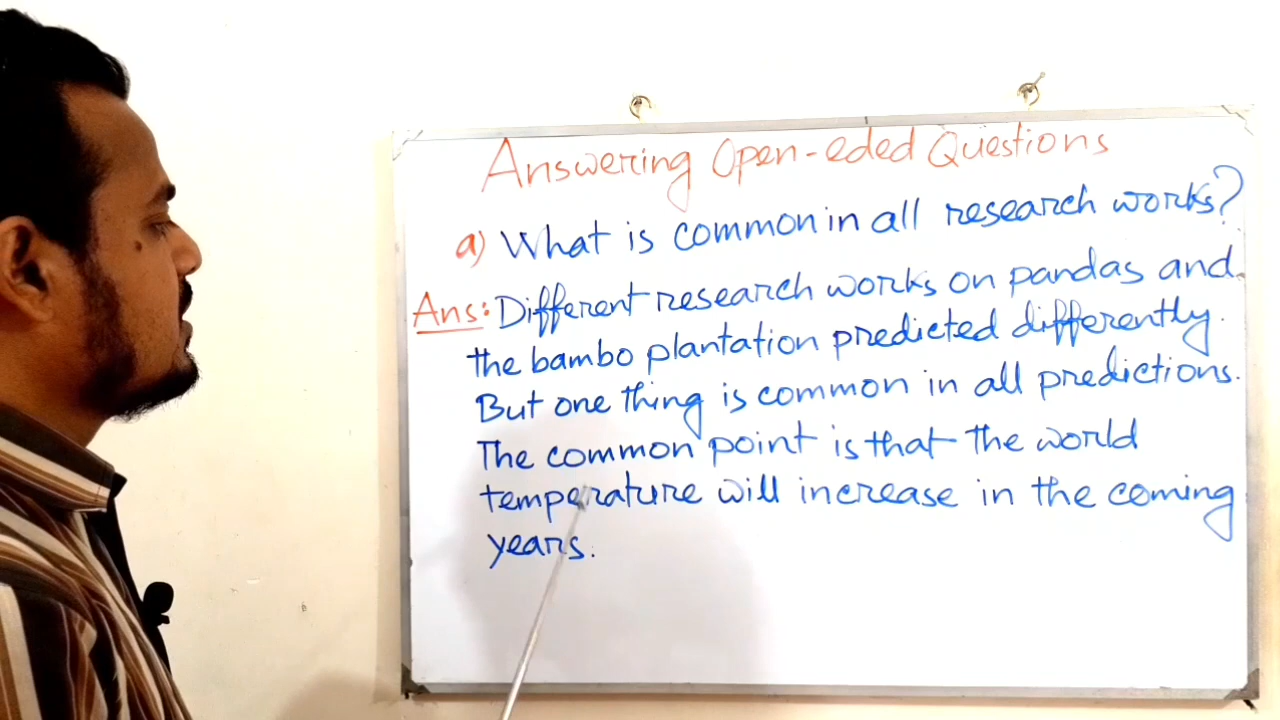 Answering Open-eded Questions
a) What is common in all research works?
Ans: Different research works on pandas and
the bambo plantation predicted differently.
But one thing is common in all predictions.
The common point is that the world
temperature will increase in the coming
years.